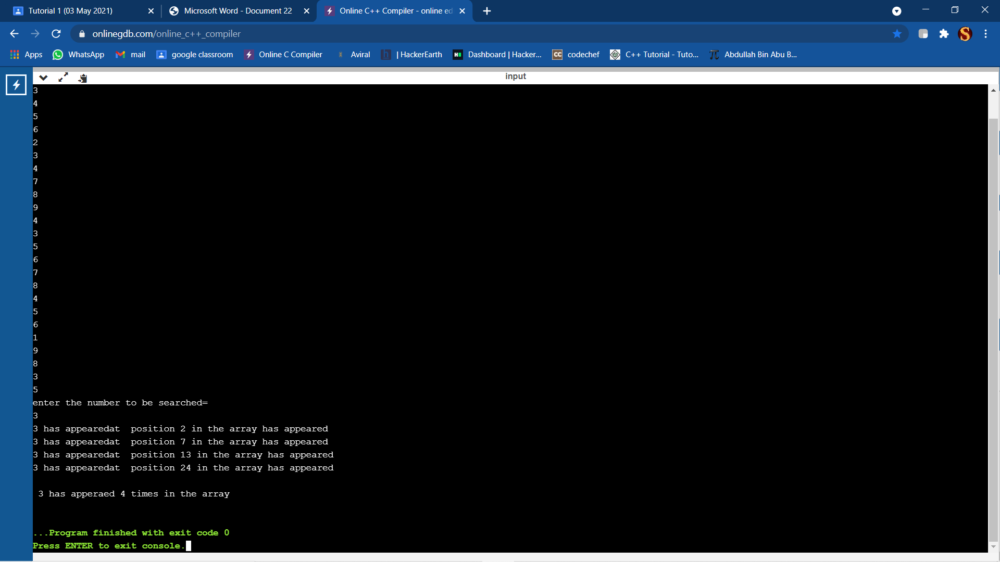 Tutorial 1 (03 May 2021)
Microsoft Word - Document 22
Online C++ Compiler - online ed
onlinegdb.com/online_c++_compiler
Apps
WhatsApp
mail
google classroom
Online C Compiler
Aviral
h | HackerEarth
H Dashboard | Hacker...
CC codechef
C++ Tutorial - Tuto...
Abdullah Bin Abu B...
input
3
4
5
6
2
3
4
7
8
9
4
3
5
6
7
8
4
5
6
1
9
8
3
5
enter the number to be searched=
3
3 has appearedat  position 2 in the array has appeared
3 has appearedat  position 7 in the array has appeared
3 has appearedat  position 13 in the array has appeared
3 has appearedat  position 24 in the array has appeared
3 has apperaed 4 times in the array
...Program finished with exit code 0
Press ENTER to exit console.